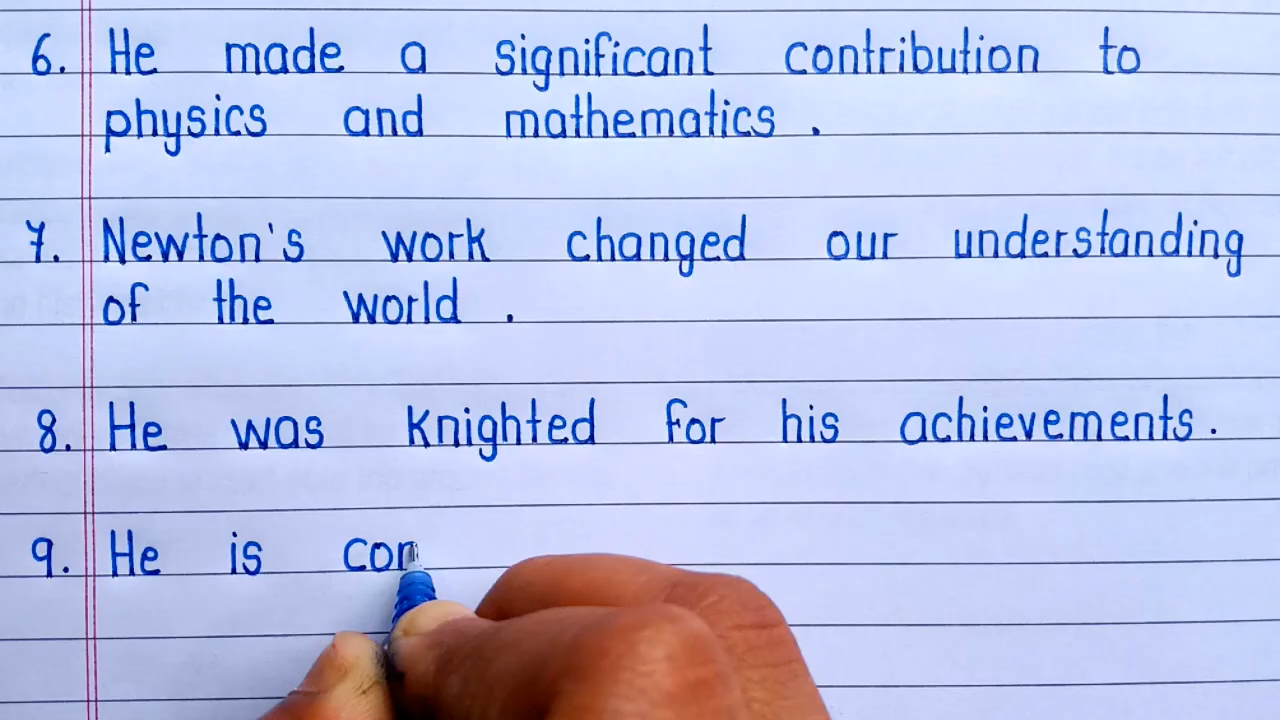 6. He made a significant contribution to
physics and mathematics .
7. Newton's work changed our understanding
of the world .
8. He was knighted for his achievements .
9. He is con